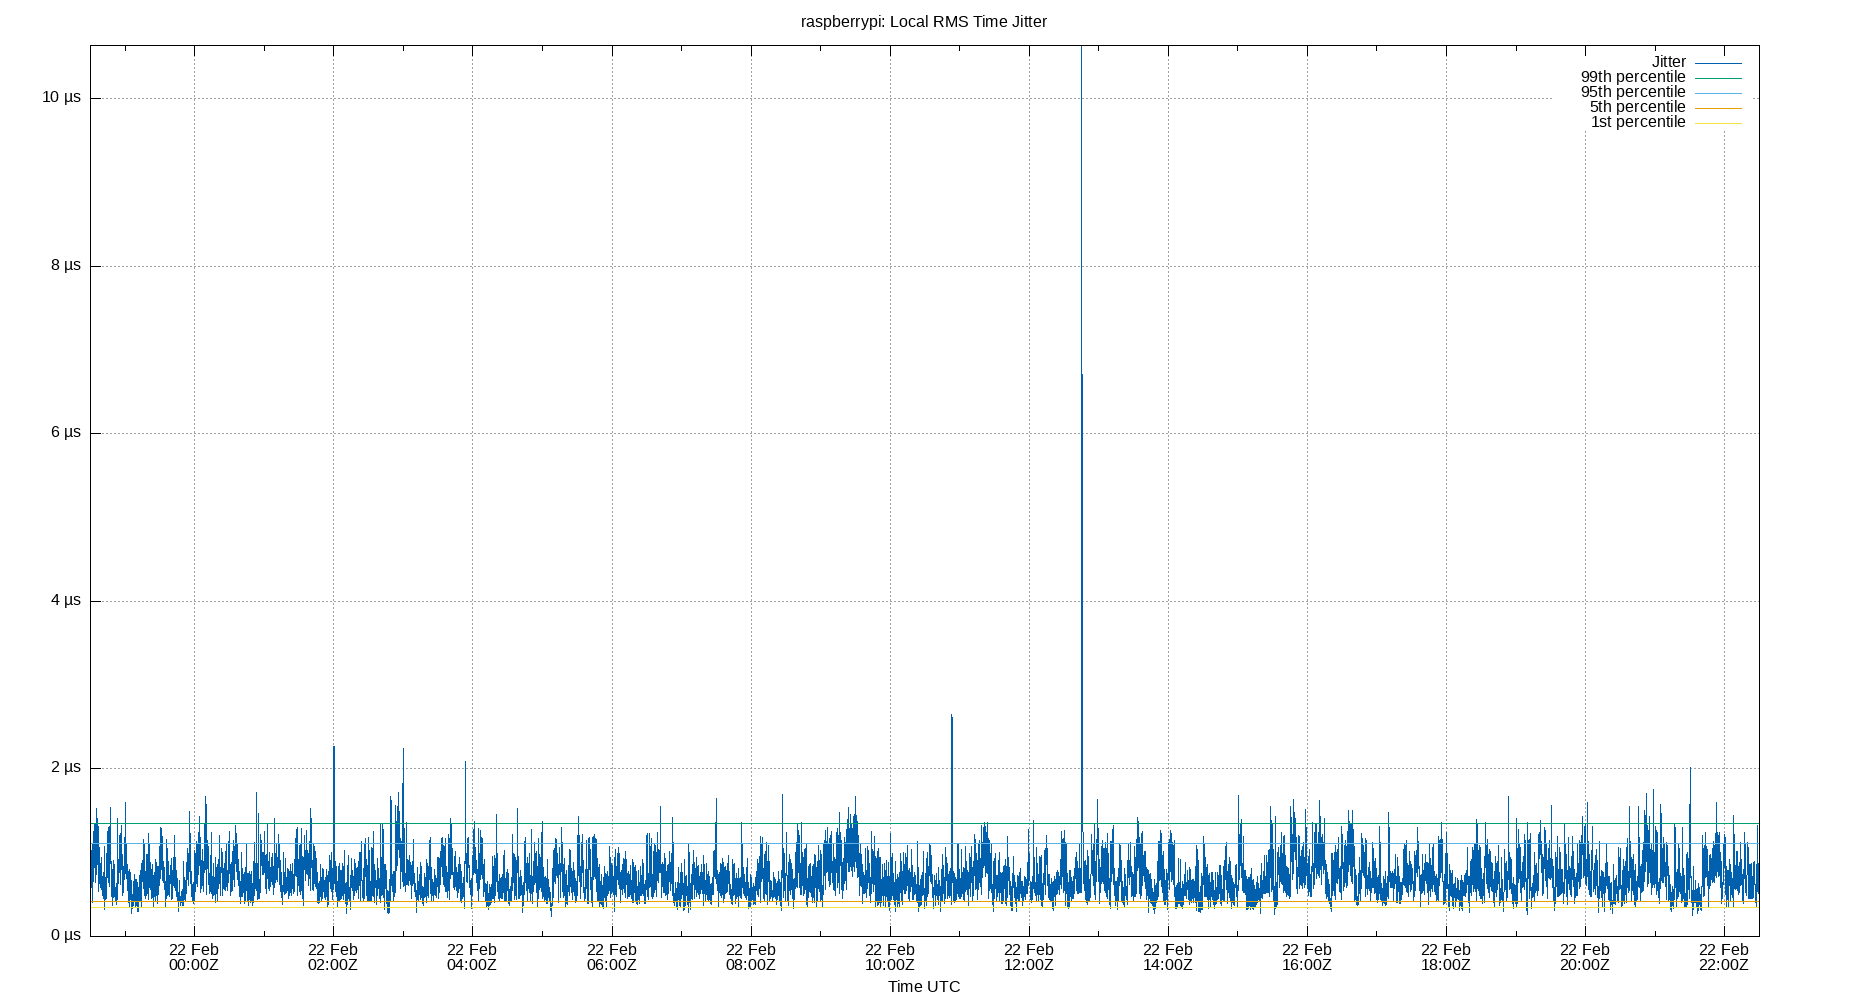 raspberrypi: Local RMS Time Jitter
Jitter
99th percentile
95th percentile
5th percentile
1st percentile
10 µs
8 µs
6 µs
4 µs
2 µs
0 µs
22 Feb 22 Feb 22 Feb 22 Feb 22 Feb 22 Feb 22 Feb 22 Feb 22 Feb 22 Feb 22 Feb 22 Feb
00:00Z 02:00Z 04:00Z 06:00Z 08:00Z 10:00Z 12:00Z 14:00Z 16:00Z 18:00Z 20:00Z 22:00Z
Time UTC